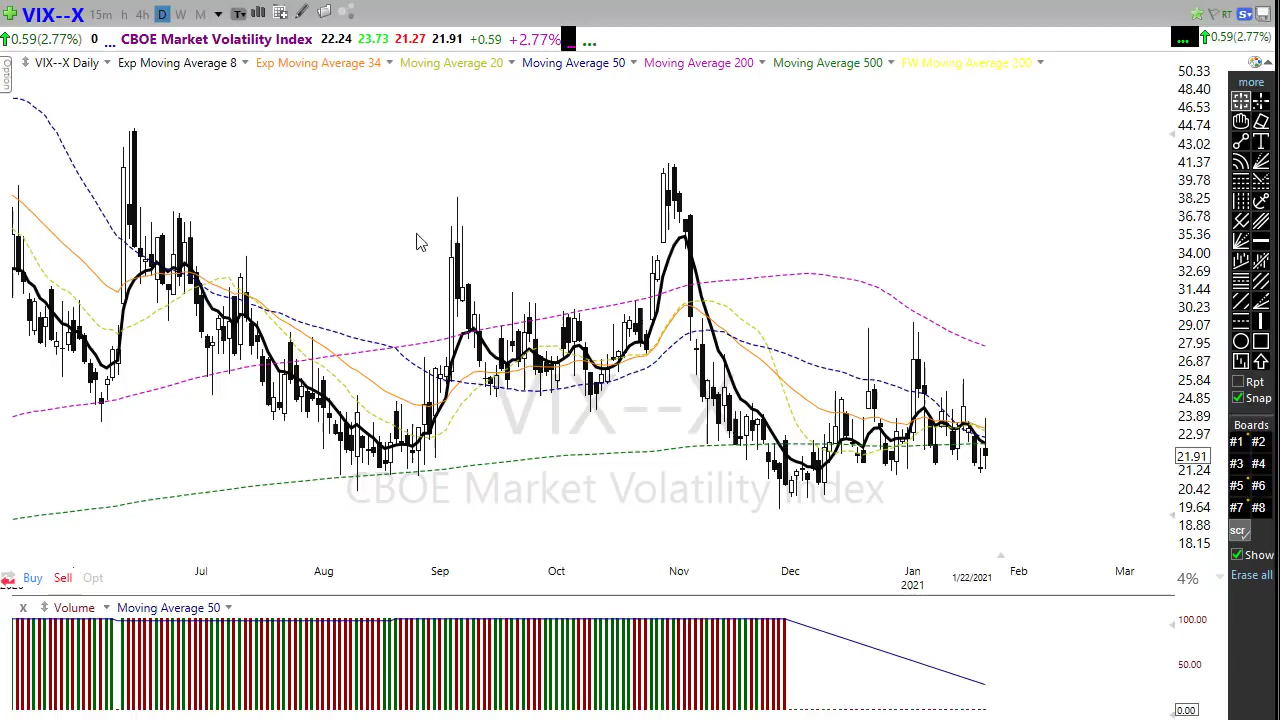 VIX--X 15m h 4h D W M T RT S
0.59(2.77%) 0 ... CBOE Market Volatility Index 22.24 23.73 21.27 21.91 +0.59 +2.77% ... ... ... 0.59(2.77%)
Option
VIX--X Daily Exp Moving Average 8 Exp Moving Average 34 Moving Average 20 Moving Average 50 Moving Average 200 Moving Average 500 FW Moving Average 200
50.33
48.40
46.53
44.74
43.02
41.37
39.78
38.25
36.78
35.36
34.00
32.69
31.44
30.23
29.07
27.95
26.87
25.84
24.85
23.89
22.97
21.91
21.24
20.42
19.64
18.88
18.15
more
T
Rpt
Snap
Boards
#1 #2
#3 #4
#5 #6
#7 #8
scr
Show
Erase all
VIX--X
CBOE Market Volatility Index
Jul Aug Sep Oct Nov Dec Jan 1/22/2021 Feb Mar
2021
Buy Sell Opt
4%
X Volume Moving Average 50
100.00
50.00
0.00